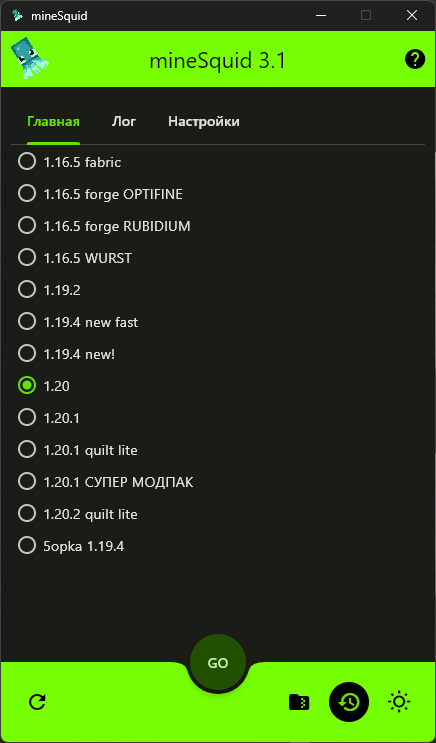 mineSquid
mineSquid 3.1
Главная Лог Настройки
1.16.5 fabric
1.16.5 forge OPTIFINE
1.16.5 forge RUBIDIUM
1.16.5 WURST
1.19.2
1.19.4 new fast
1.19.4 new!
1.20
1.20.1
1.20.1 quilt lite
1.20.1 СУПЕР МОДПАК
1.20.2 quilt lite
5opka 1.19.4
GO